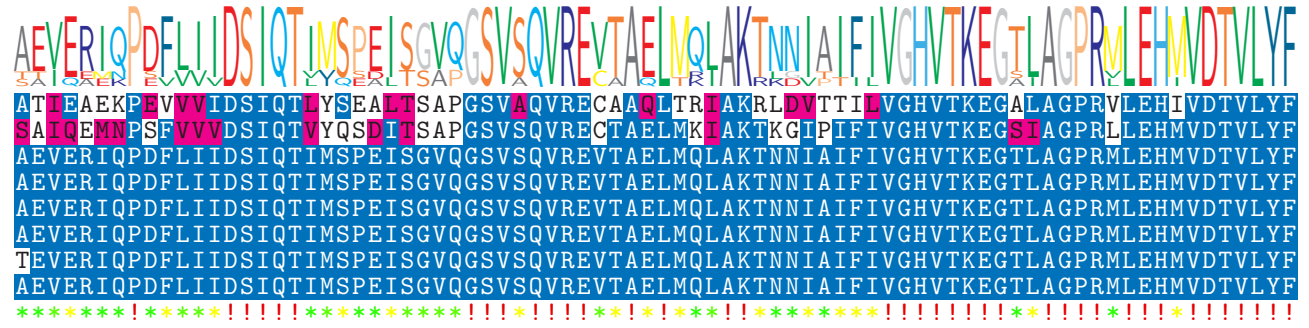 AEVERIQPDFLIIDSIQTIMSPEISGVQGSVSQVREVTAELMQLAKTNNIAIFIVGHVTKEGTLAGPRMLEHMVDTVLYF
ATIEAEKPEVVVIDSIQTLYSEALTSAPGSVAQVRECAAQLTRIAKRLDVTTILVGHVTKEGALAGPRVLEHIVDTVLYF
SAIQEMNPSFVVVDSIQTVYQSDITSAPGSVSQVRECTAELMKIAKTKGIPIFIVGHVTKEGSIAGPRLLEHMVDTVLYF
AEVERIQPDFLIIDSIQTIMSPEISGVQGSVSQVREVTAELMQLAKTNNIAIFIVGHVTKEGTLAGPRMLEHMVDTVLYF
AEVERIQPDFLIIDSIQTIMSPEISGVQGSVSQVREVTAELMQLAKTNNIAIFIVGHVTKEGTLAGPRMLEHMVDTVLYF
AEVERIQPDFLIIDSIQTIMSPEISGVQGSVSQVREVTAELMQLAKTNNIAIFIVGHVTKEGTLAGPRMLEHMVDTVLYF
AEVERIQPDFLIIDSIQTIMSPEISGVQGSVSQVREVTAELMQLAKTNNIAIFIVGHVTKEGTLAGPRMLEHMVDTVLYF
TEVERIQPDFLIIDSIQTIMSPEISGVQGSVSQVREVTAELMQLAKTNNIAIFIVGHVTKEGTLAGPRMLEHMVDTVLYF
AEVERIQPDFLIIDSIQTIMSPEISGVQGSVSQVREVTAELMQLAKTNNIAIFIVGHVTKEGTLAGPRMLEHMVDTVLYF
*******!*****!!!!!**********!!!*!!!!**!*!***!!********!!!!!!!!**!!!!*!!!*!!!!!!!